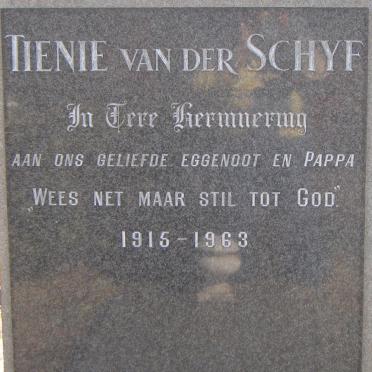 TIENIE VAN DER SCHYF
In Tere Herinnering
AAN ONS GELIEFDE EGGENOOT EN PAPPA
„WEES NET MAAR STIL TOT GOD.”
1915 - 1963